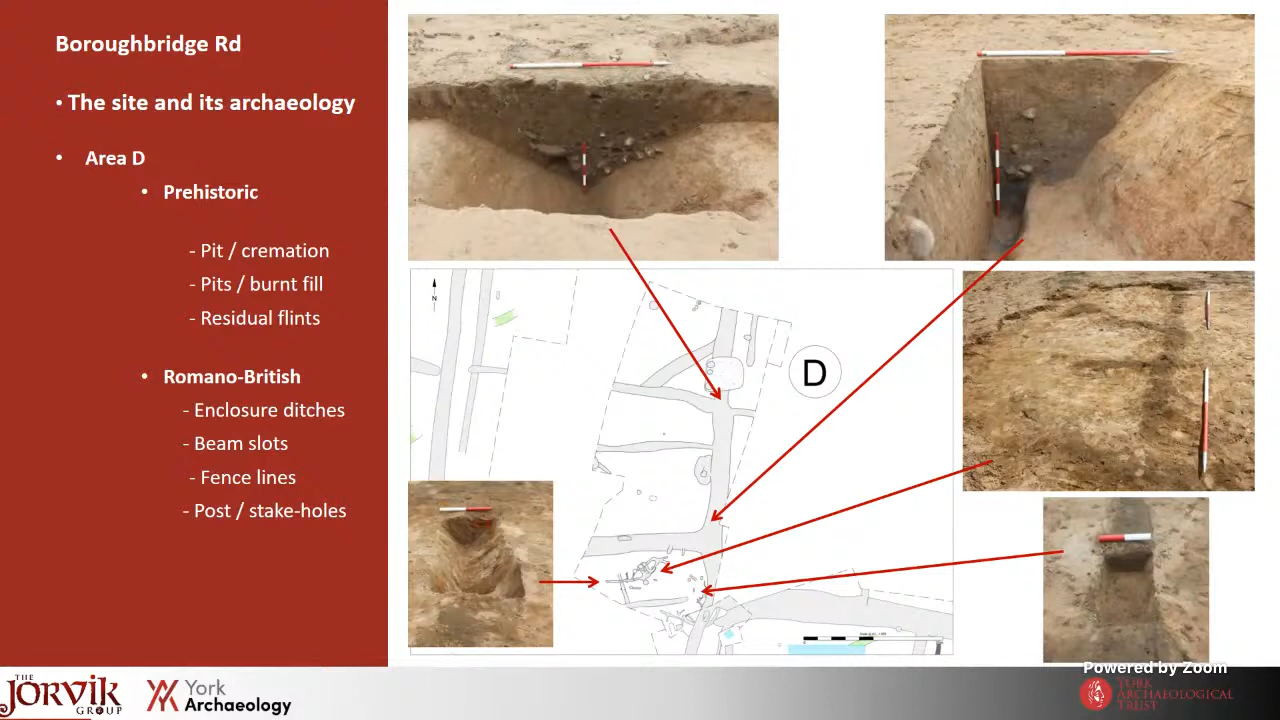 Boroughbridge Rd
• The site and its archaeology
• Area D
• Prehistoric
- Pit / cremation
- Pits / burnt fill
- Residual flints
• Romano-British
- Enclosure ditches
- Beam slots
- Fence lines
- Post / stake-holes
N
D
Powered by Zoom
THE
JORVIK
GROUP
York
Archaeology
YORK
ARCHAEOLOGICAL
TRUST